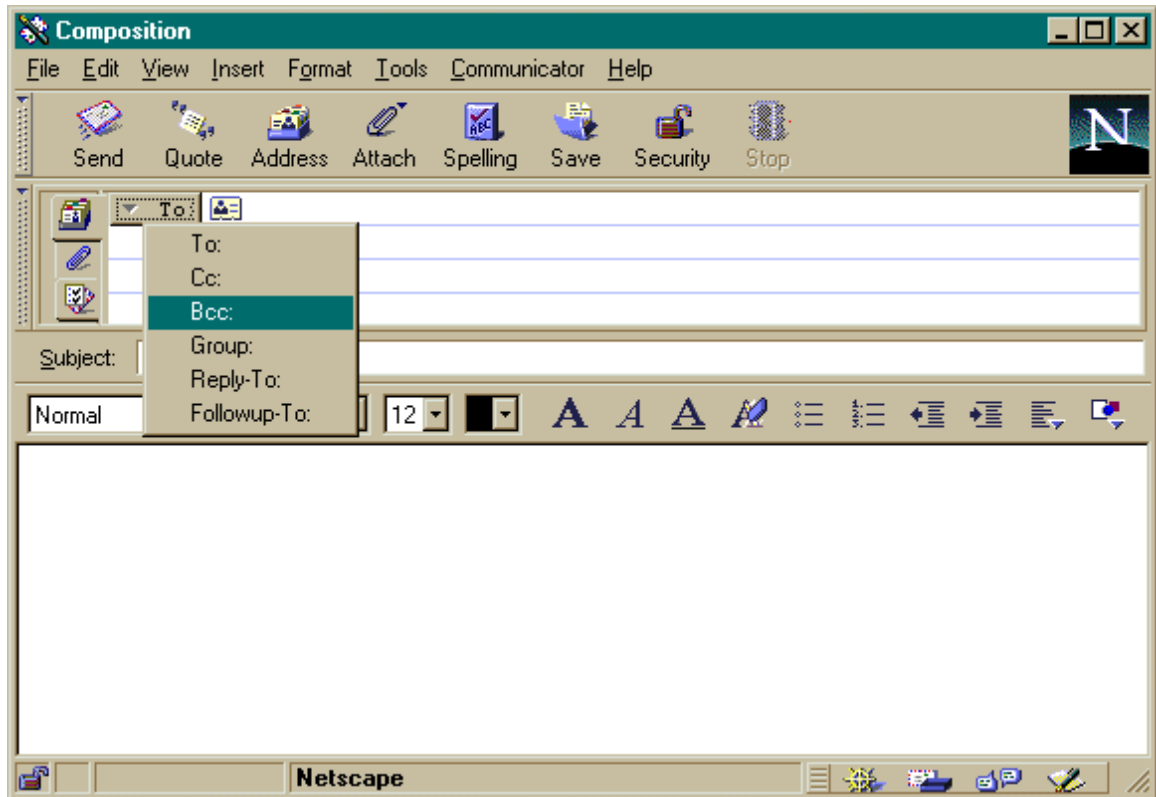 Composition
File Edit View Insert Format Tools Communicator Help
Send Quote Address Attach Spelling Save Security Stop
N
To:
To:
Cc:
Bcc:
Group:
Reply-To:
Followup-To:
Subject:
Normal 12 A A A
Netscape